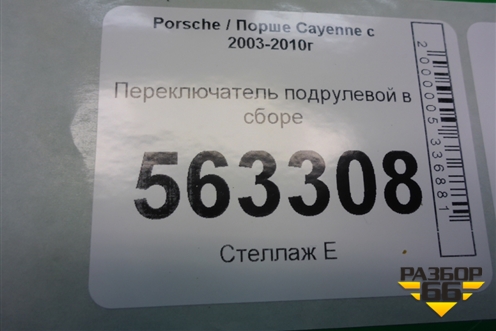 Porsche / Порше Cayenne с
2003-2010г
Переключатель подрулевой в
сборе
563308
Стеллаж Е
2000005336881
РАЗБОР
66